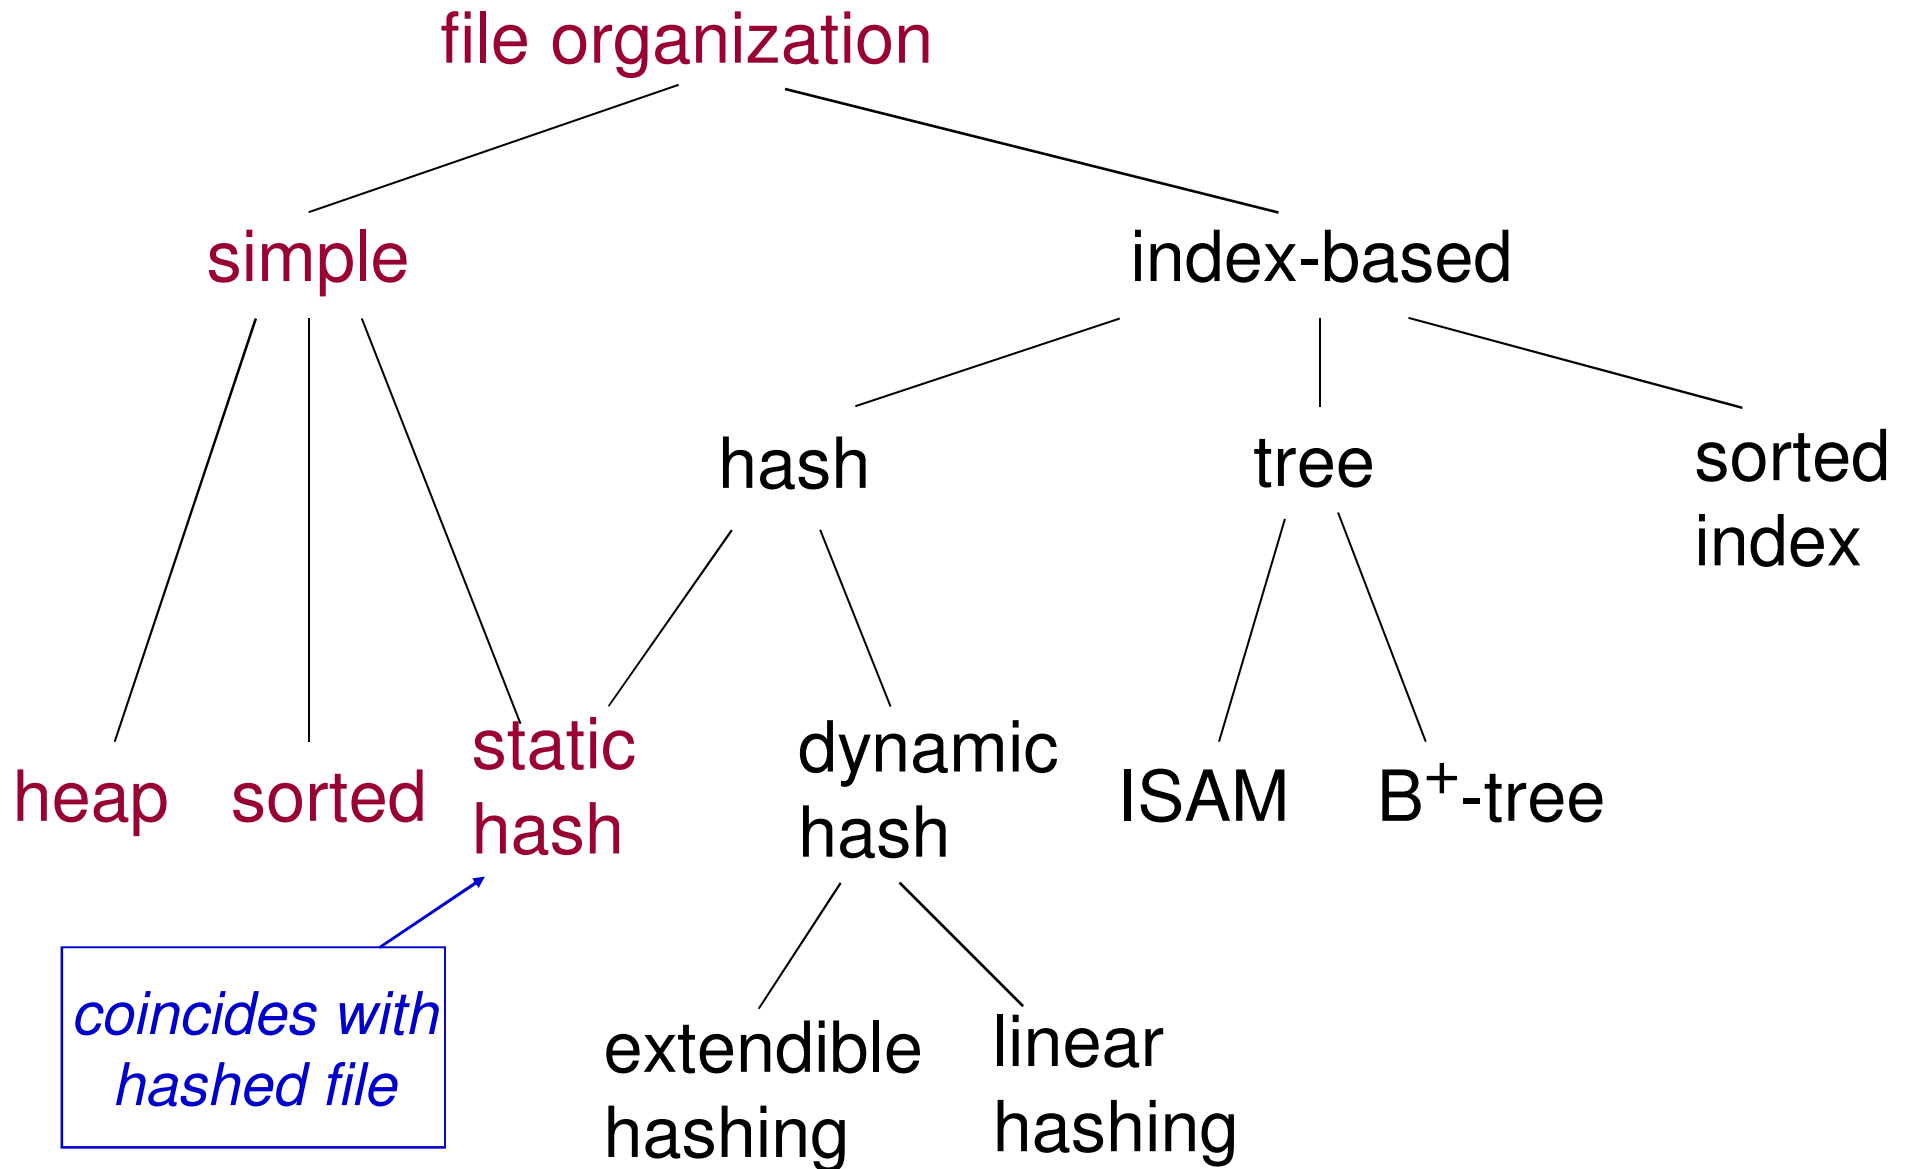 file organization
simple
index-based
hash
tree
sorted
index
heap
sorted
static
hash
dynamic
hash
ISAM
B⁺-tree
coincides with
hashed file
extendible
hashing
linear
hashing